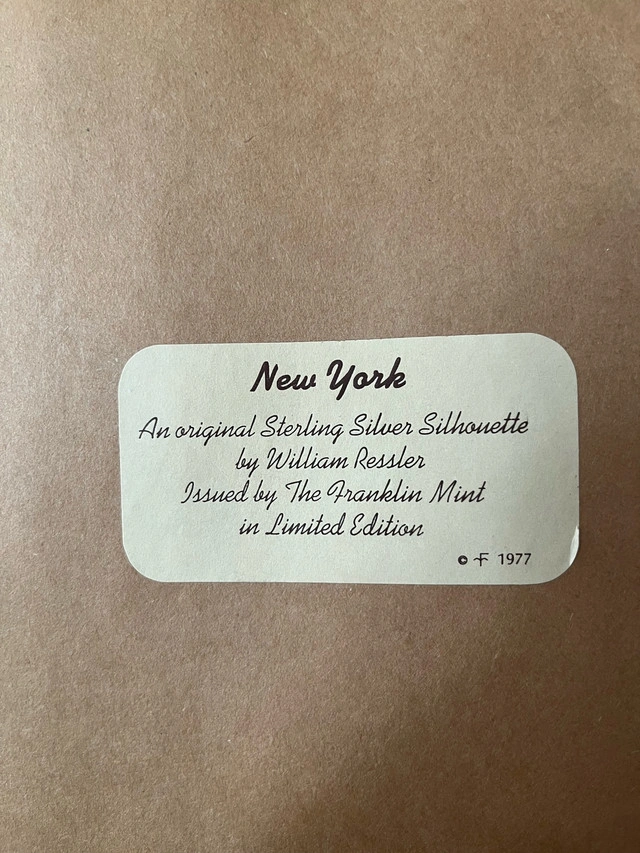 New York
An original Sterling Silver Silhouette
by William Ressler
Issued by The Franklin Mint
in Limited Edition
© F 1977